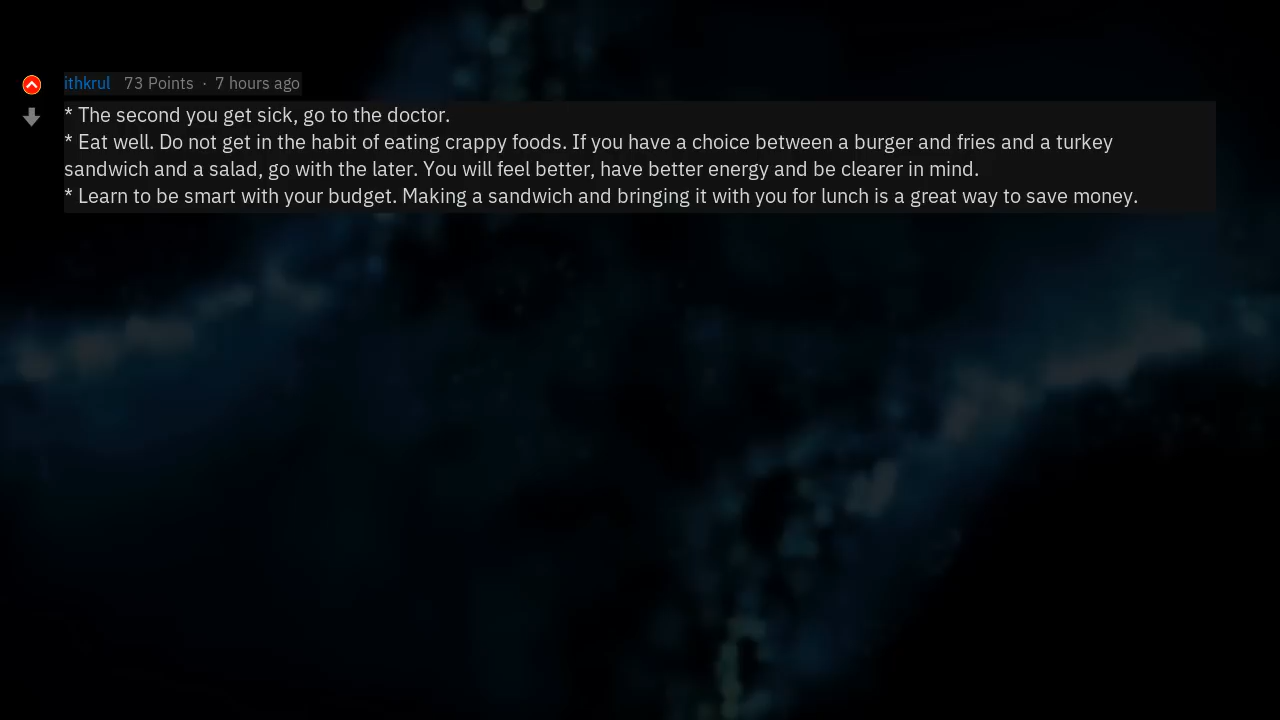 ithkrul 73 Points · 7 hours ago
* The second you get sick, go to the doctor.
* Eat well. Do not get in the habit of eating crappy foods. If you have a choice between a burger and fries and a turkey
sandwich and a salad, go with the later. You will feel better, have better energy and be clearer in mind.
* Learn to be smart with your budget. Making a sandwich and bringing it with you for lunch is a great way to save money.